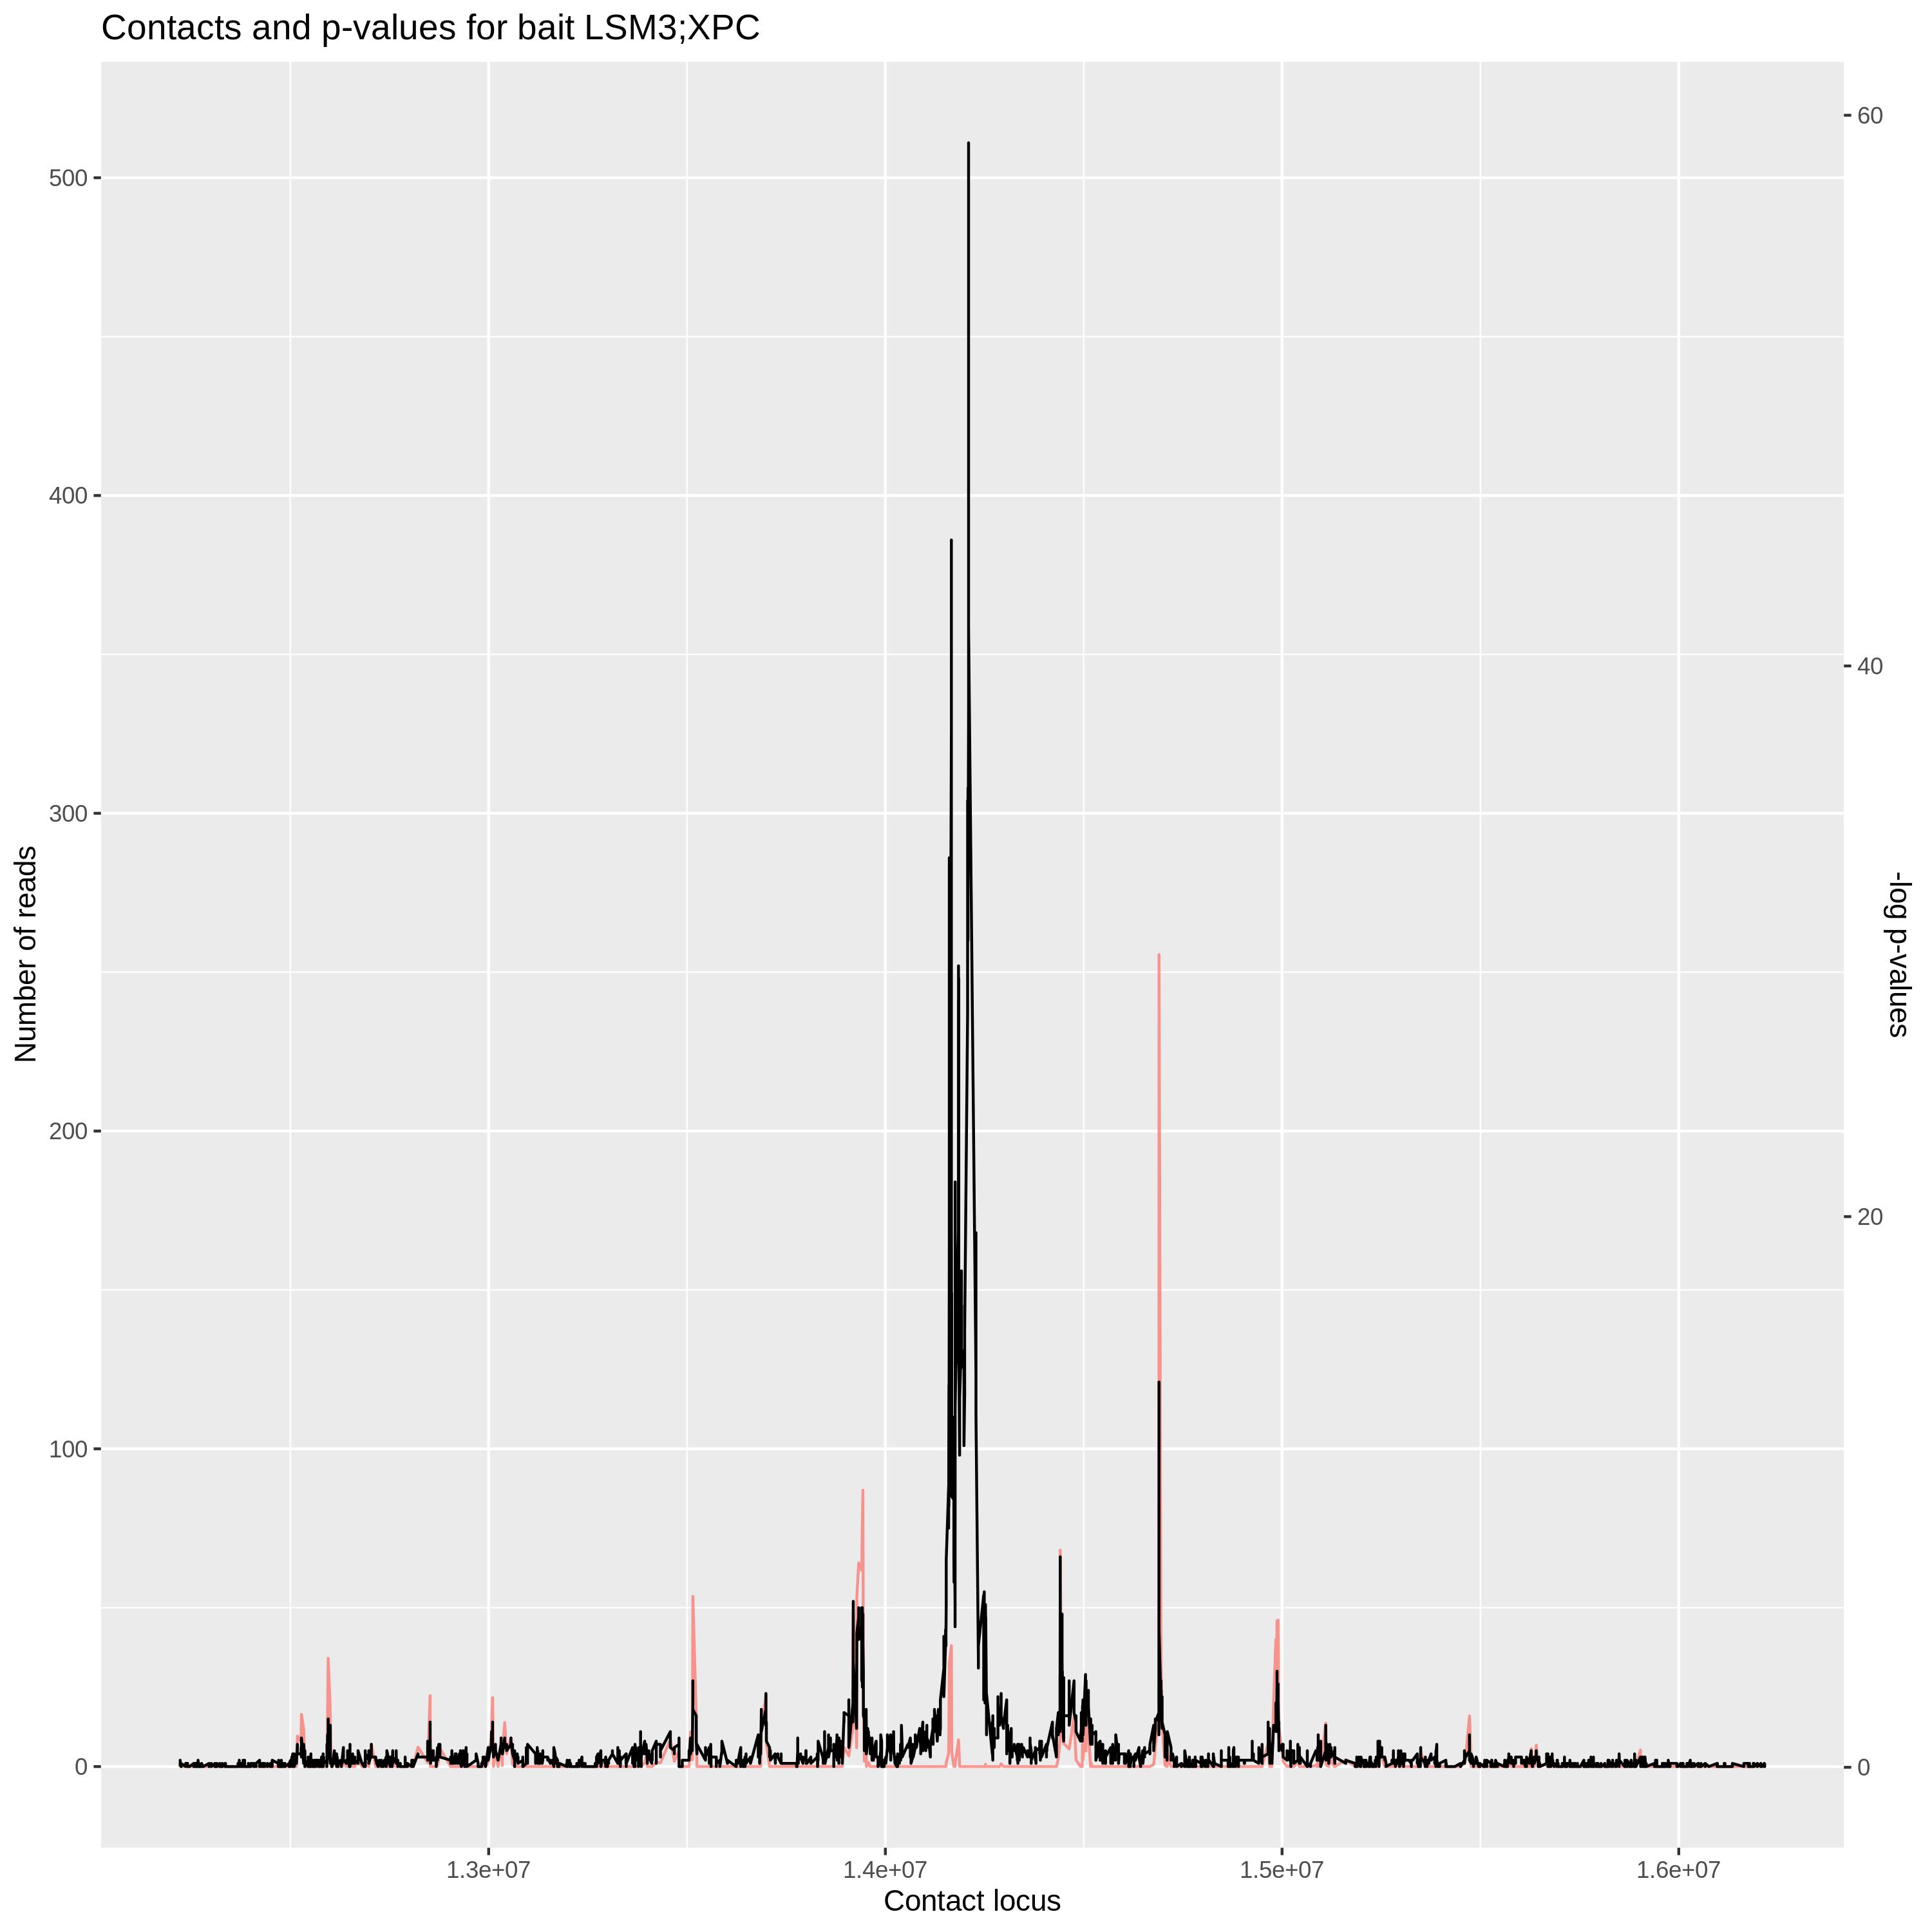 Contacts and p-values for bait LSM3;XPC
60
500
400
40
300
Number of reads
-log p-values
200
20
100
0
0
1.3e+07
1.4e+07
1.5e+07
1.6e+07
Contact locus